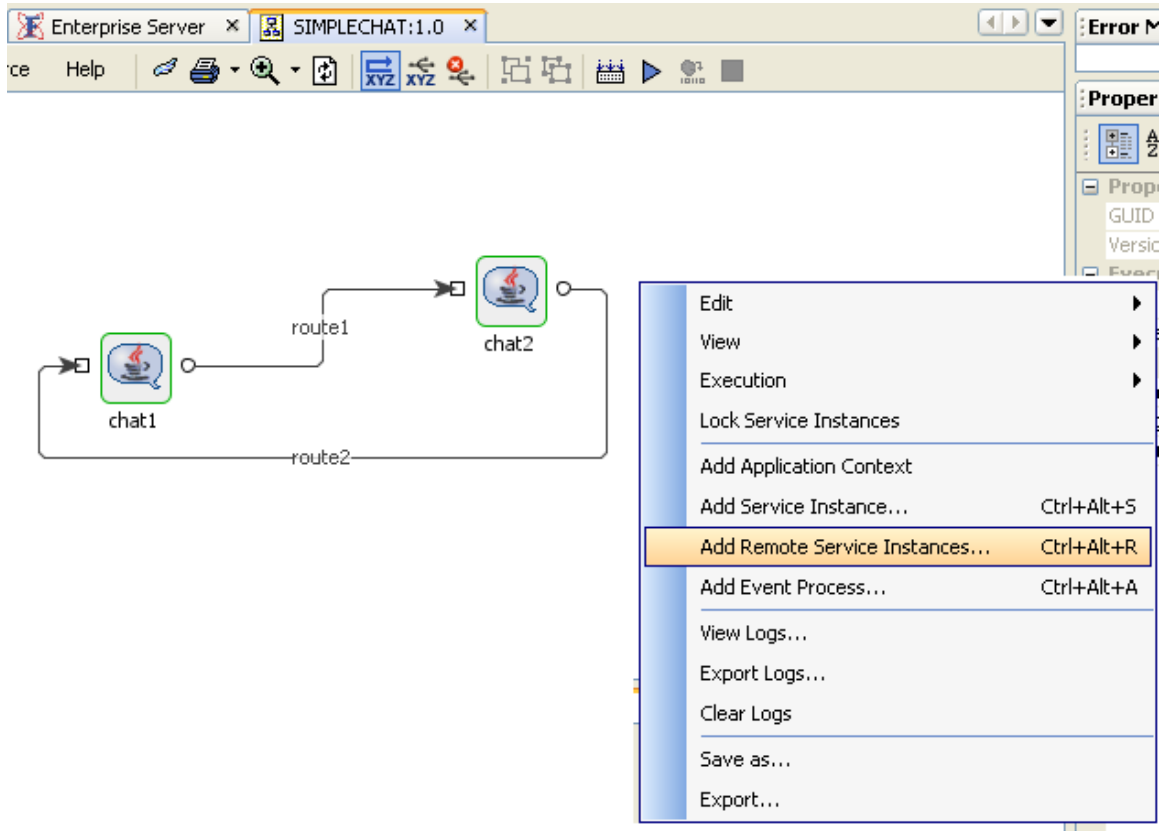 Enterprise Server
SIMPLECHAT:1.0
Error M
Help
XYZ
XYZ
Proper
A
Z
Prop
GUID
Versio
Execu
route1
chat2
chat1
route2
Edit
View
Execution
Lock Service Instances
Add Application Context
Add Service Instance... Ctrl+Alt+S
Add Remote Service Instances... Ctrl+Alt+R
Add Event Process... Ctrl+Alt+A
View Logs...
Export Logs...
Clear Logs
Save as...
Export...